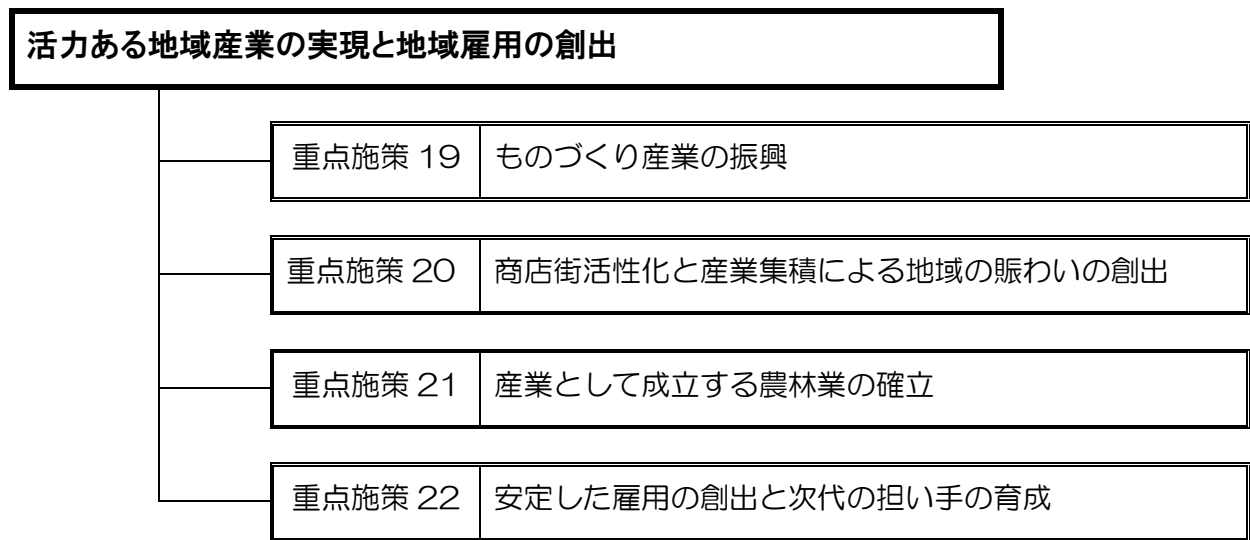 活力ある地域産業の実現と地域雇用の創出
重点施策 19 ものづくり産業の振興
重点施策 20 商店街活性化と産業集積による地域の賑わいの創出
重点施策 21 産業として成立する農林業の確立
重点施策 22 安定した雇用の創出と次代の担い手の育成